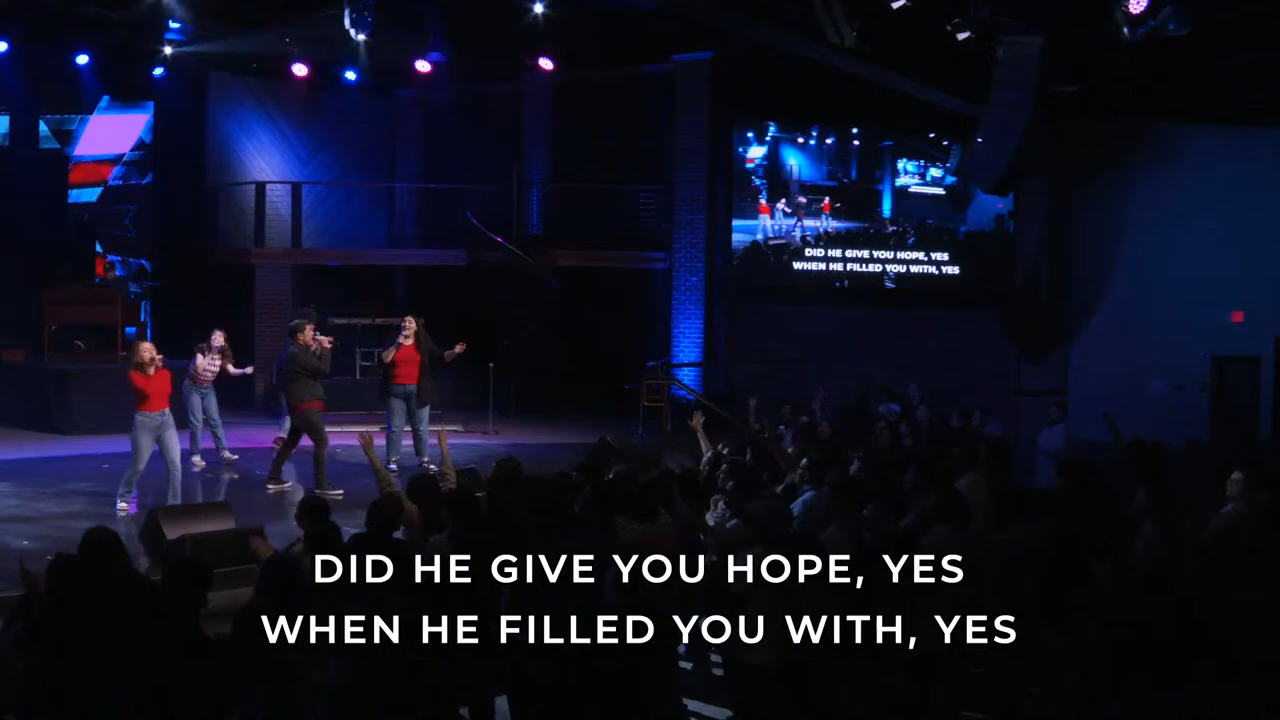 DID HE GIVE YOU HOPE, YES
WHEN HE FILLED YOU WITH, YES
DID HE GIVE YOU HOPE, YES
WHEN HE FILLED YOU WITH, YES